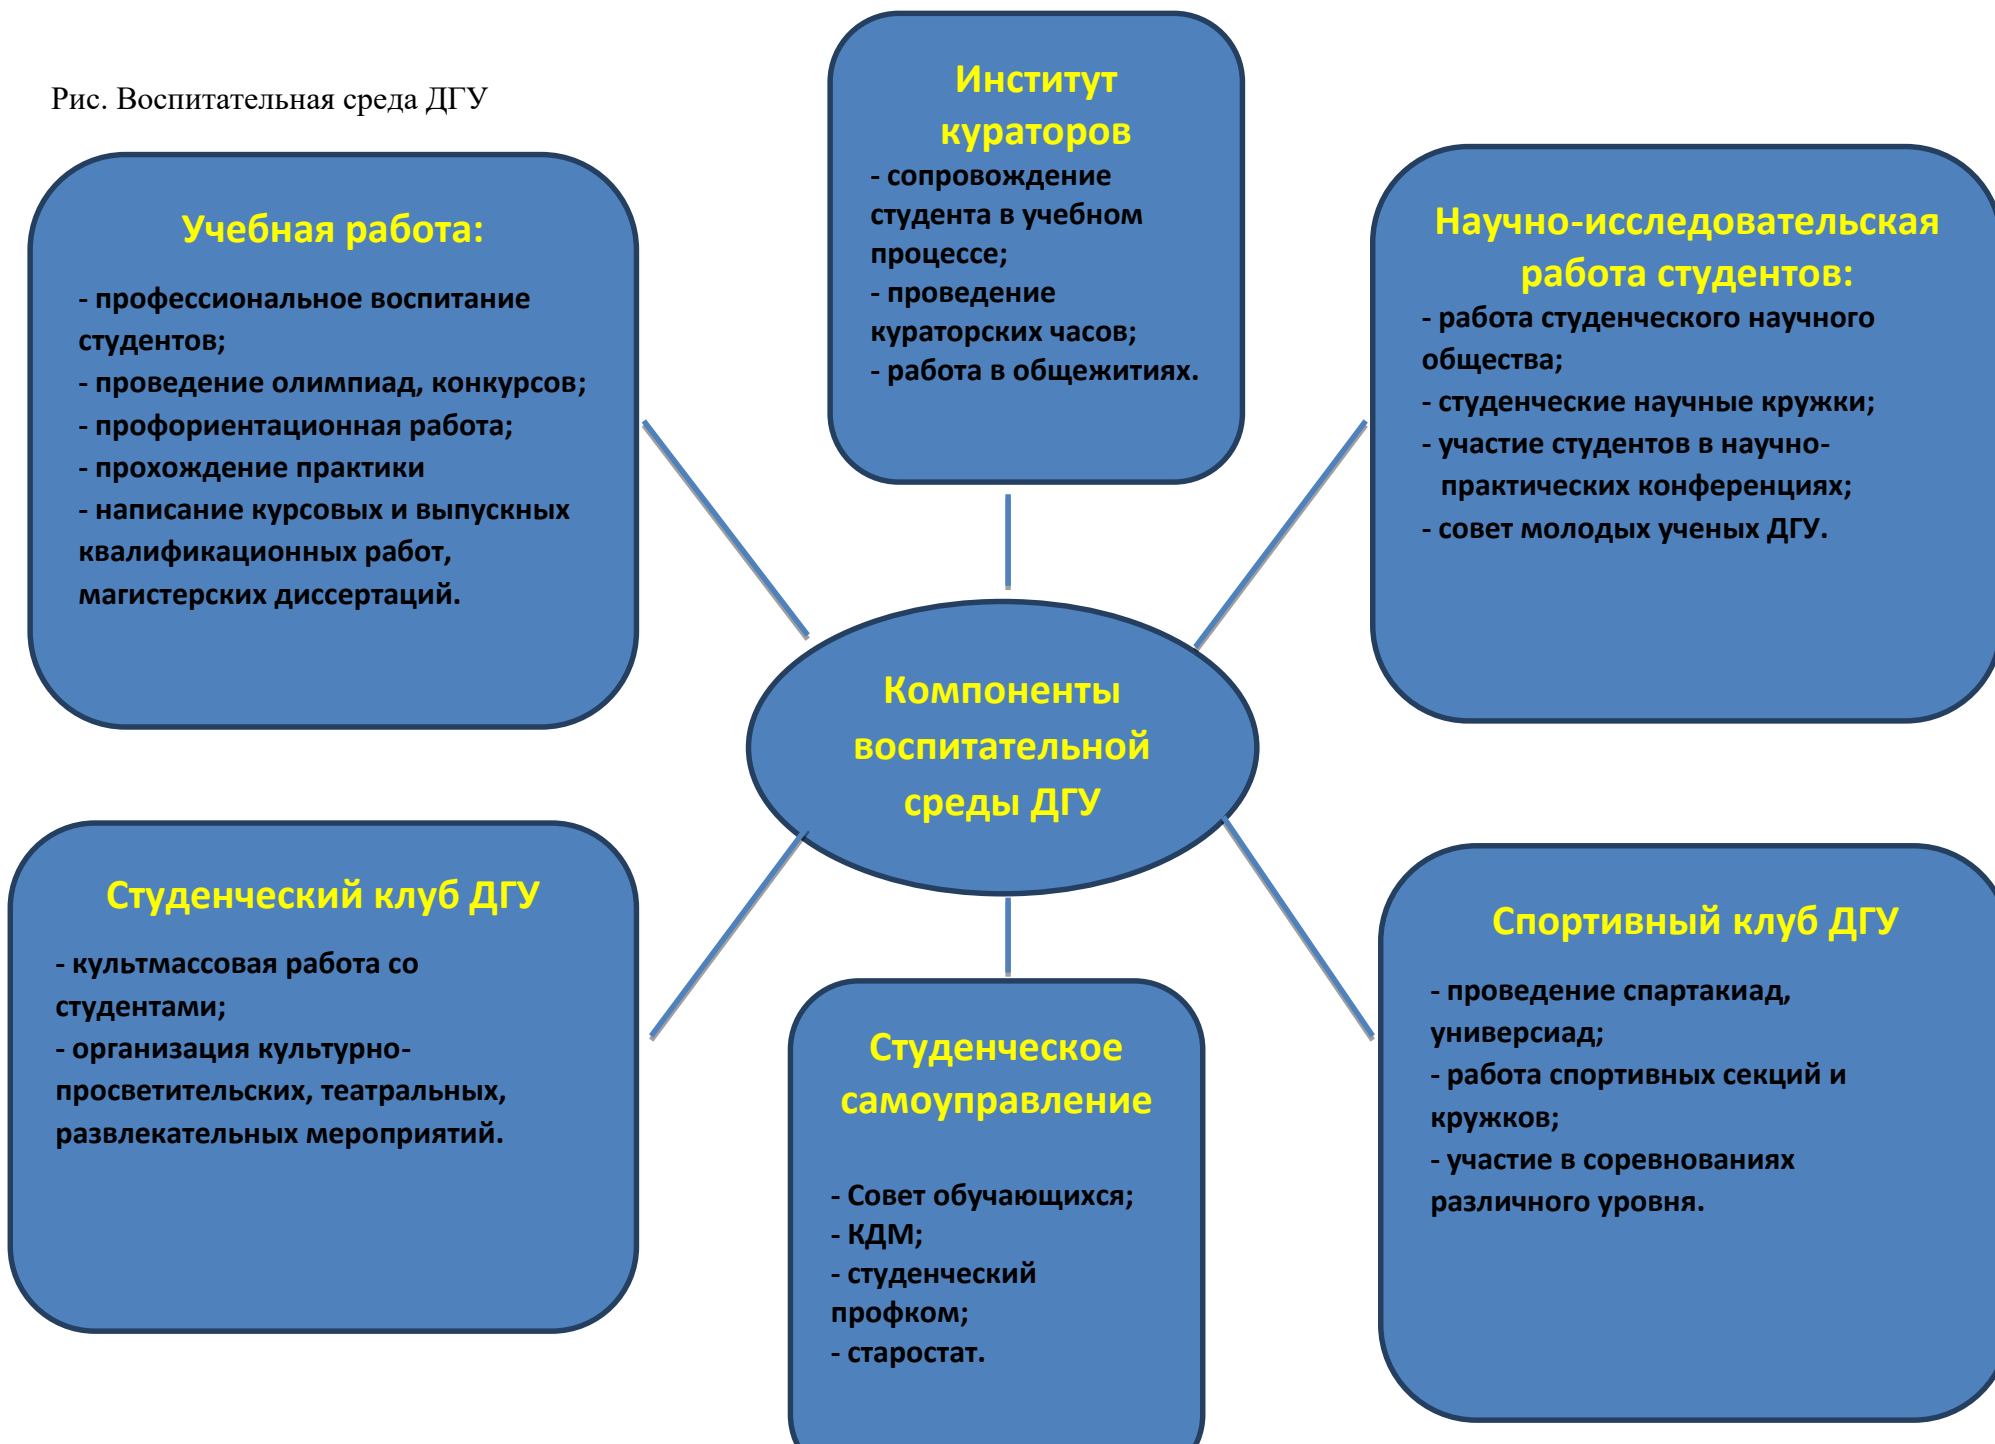 Рис. Воспитательная среда ДГУ
Институт
кураторов
- сопровождение
студента в учебном
процессе;
- проведение
кураторских часов;
- работа в общежитиях.
Учебная работа:
- профессиональное воспитание
студентов;
- проведение олимпиад, конкурсов;
- профориентационная работа;
- прохождение практики
- написание курсовых и выпускных
квалификационных работ,
магистерских диссертаций.
Научно-исследовательская
работа студентов:
- работа студенческого научного
общества;
- студенческие научные кружки;
- участие студентов в научно-
практических конференциях;
- совет молодых ученых ДГУ.
Компоненты
воспитательной
среды ДГУ
Студенческий клуб ДГУ
- культмассовая работа со
студентами;
- организация культурно-
просветительских, театральных,
развлекательных мероприятий.
Студенческое
самоуправление
- Совет обучающихся;
- КДМ;
- студенческий
профком;
- старостат.
Спортивный клуб ДГУ
- проведение спартакиад,
универсиад;
- работа спортивных секций и
кружков;
- участие в соревнованиях
различного уровня.